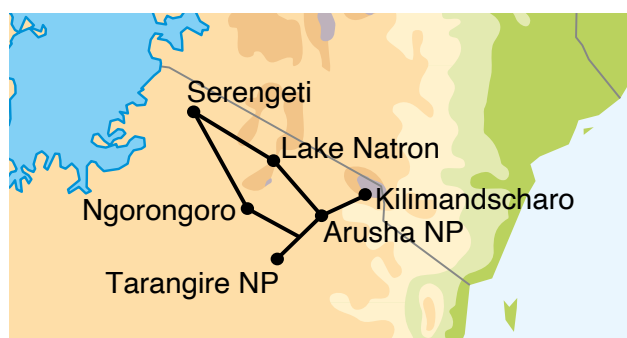 Serengeti
Lake Natron
Kilimandscharo
Ngorongoro
Arusha NP
Tarangire NP